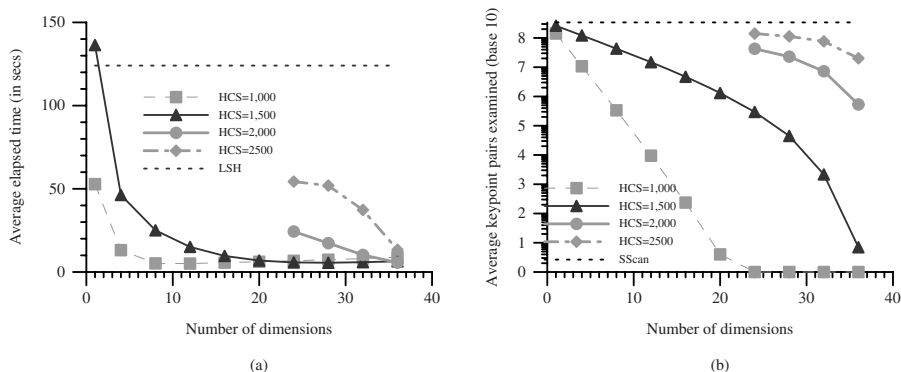 150
100
50
0
Average elapsed time (in secs)
HCS=1,000
HCS=1,500
HCS=2,000
HCS=2500
LSH
0 10 20 30 40
Number of dimensions
(a)
8
7
6
5
4
3
2
1
0
Average keypoint pairs examined (base 10)
HCS=1,000
HCS=1,500
HCS=2,000
HCS=2500
SScan
0 10 20 30 40
Number of dimensions
(b)